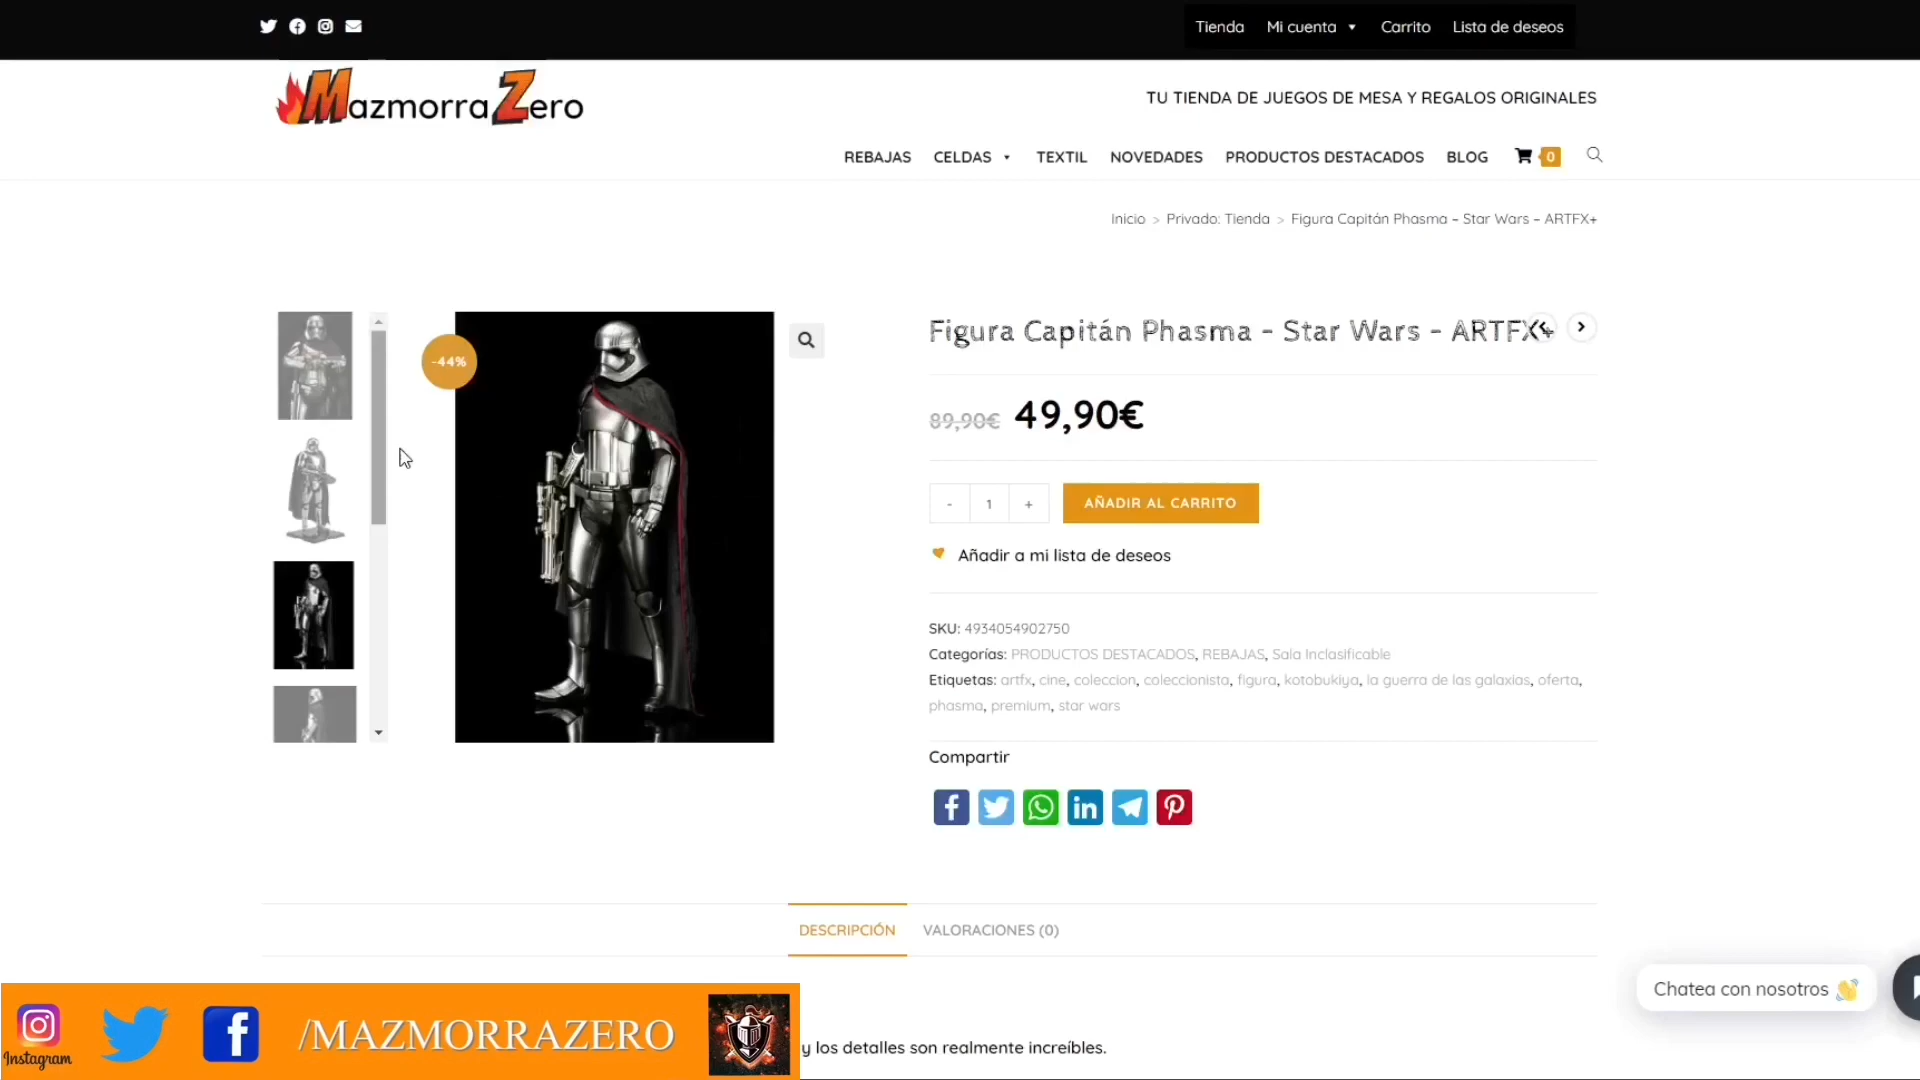 Tienda Mi cuenta Carrito Lista de deseos
MazmorraZero
TU TIENDA DE JUEGOS DE MESA Y REGALOS ORIGINALES
REBAJAS CELDAS TEXTIL NOVEDADES PRODUCTOS DESTACADOS BLOG 0
Inicio > Privado: Tienda > Figura Capitán Phasma – Star Wars – ARTFX+
-44%
Figura Capitán Phasma – Star Wars – ARTFX+
89,90€ 49,90€
- 1 + AÑADIR AL CARRITO
Añadir a mi lista de deseos
SKU: 4934054902750
Categorías: PRODUCTOS DESTACADOS, REBAJAS, Sala Inclasificable
Etiquetas: artfx, cine, coleccion, coleccionista, figura, kotobukiya, la guerra de las galaxias, oferta,
phasma, premium, star wars
Compartir
DESCRIPCIÓN VALORACIONES (0)
Chatea con nosotros 👋
Instagram /MAZMORRAZERO
y los detalles son realmente increíbles.